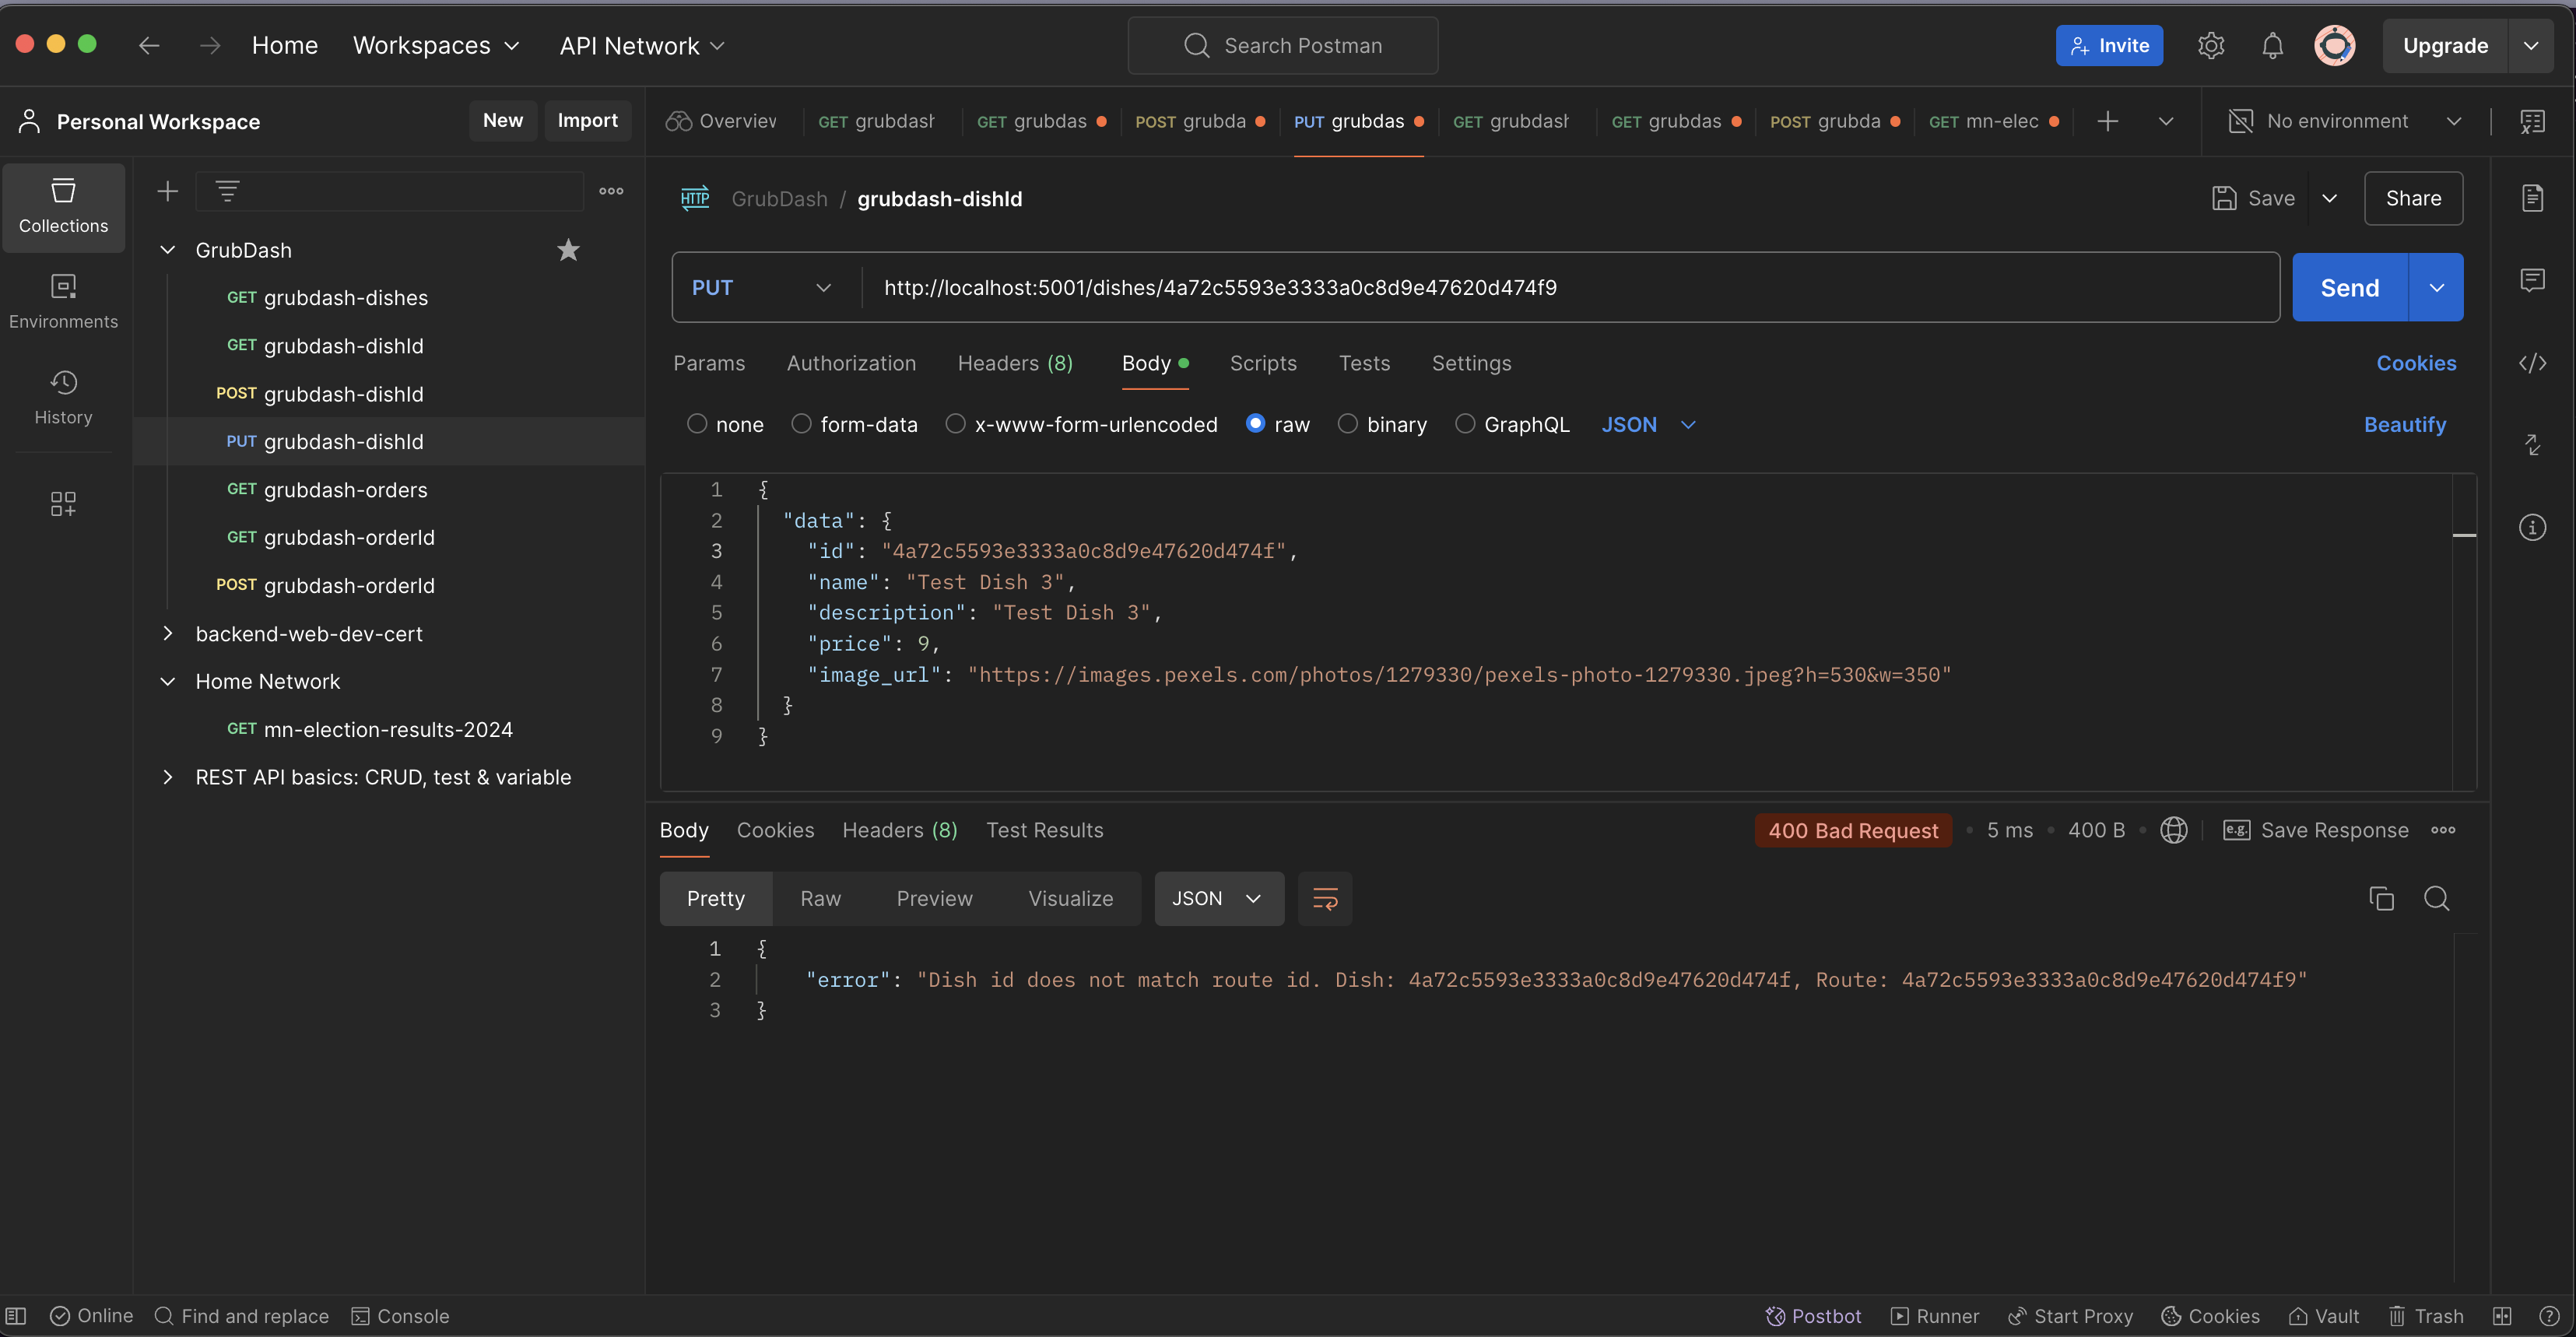 Home Workspaces API Network Search Postman Invite Upgrade
Personal Workspace New Import
Overview GET grubdash GET grubdas POST grubda PUT grubdas GET grubdash GET grubdas POST grubda GET mn-elec No environment
Collections
Environments
History
GrubDash
GET grubdash-dishes
GET grubdash-dishId
POST grubdash-dishId
PUT grubdash-dishId
GET grubdash-orders
GET grubdash-orderId
POST grubdash-orderId
backend-web-dev-cert
Home Network
GET mn-election-results-2024
REST API basics: CRUD, test & variable
HTTP GrubDash / grubdash-dishId Save Share
PUT http://localhost:5001/dishes/4a72c5593e3333a0c8d9e47620d474f9 Send
Params Authorization Headers (8) Body Scripts Tests Settings Cookies
none form-data x-www-form-urlencoded raw binary GraphQL JSON Beautify
1 {
2 "data": {
3 "id": "4a72c5593e3333a0c8d9e47620d474f",
4 "name": "Test Dish 3",
5 "description": "Test Dish 3",
6 "price": 9,
7 "image_url": "https://images.pexels.com/photos/1279330/pexels-photo-1279330.jpeg?h=530&w=350"
8 }
9 }
Body Cookies Headers (8) Test Results 400 Bad Request • 5 ms • 400 B • e.g. Save Response
Pretty Raw Preview Visualize JSON
1 {
2 "error": "Dish id does not match route id. Dish: 4a72c5593e3333a0c8d9e47620d474f, Route: 4a72c5593e3333a0c8d9e47620d474f9"
3 }
Online Find and replace Console Postbot Runner Start Proxy Cookies Vault Trash